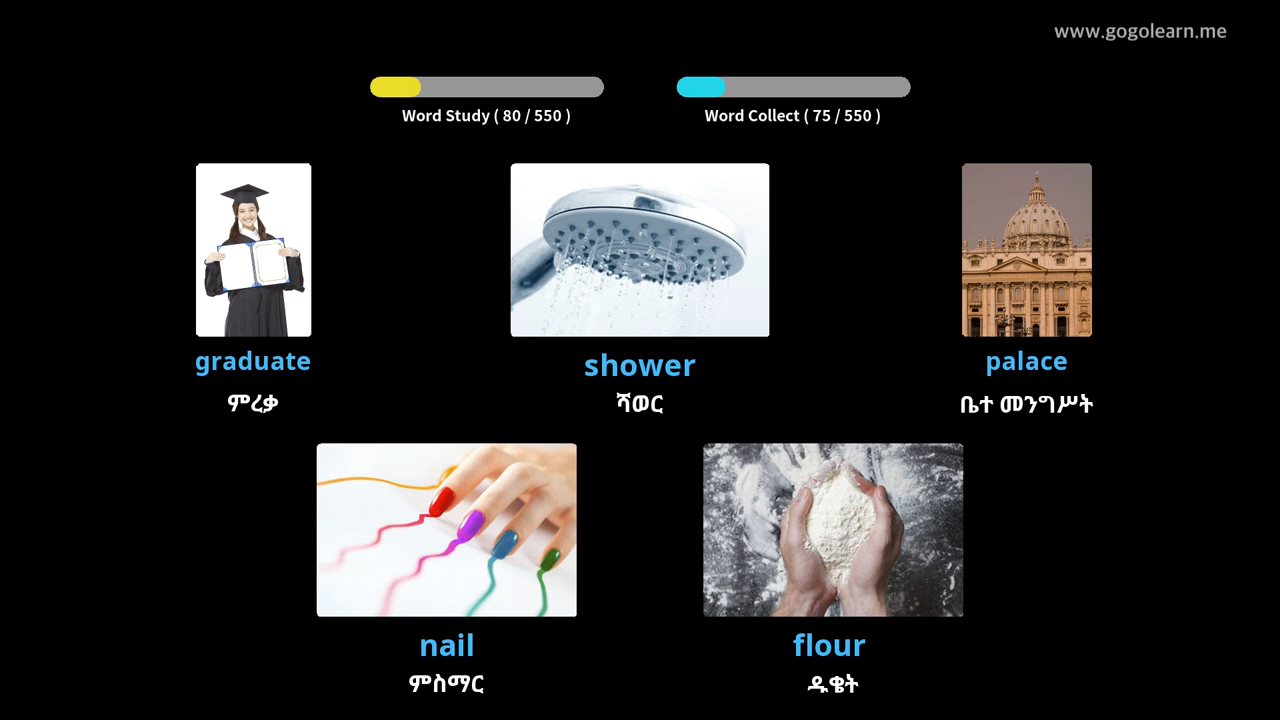 www.gogolearn.me
Word Study ( 80 / 550 )
Word Collect ( 75 / 550 )
graduate
ምረቃ
shower
ሻወር
palace
ቤተ መንግሥት
nail
ምስማር
flour
ዱቄት